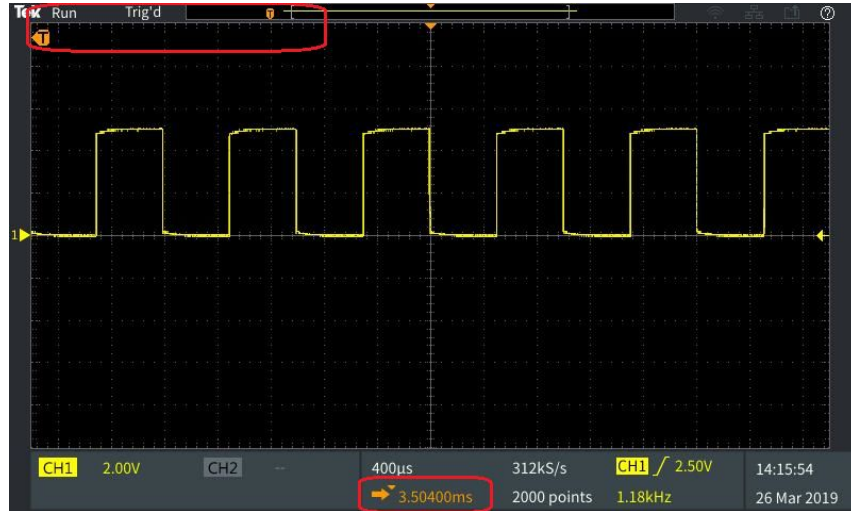 Tek Run Trig'd T ?
T
1
CH1 2.00V CH2 -- 400µs 312kS/s CH1 2.50V 14:15:54
3.50400ms 2000 points 1.18kHz 26 Mar 2019